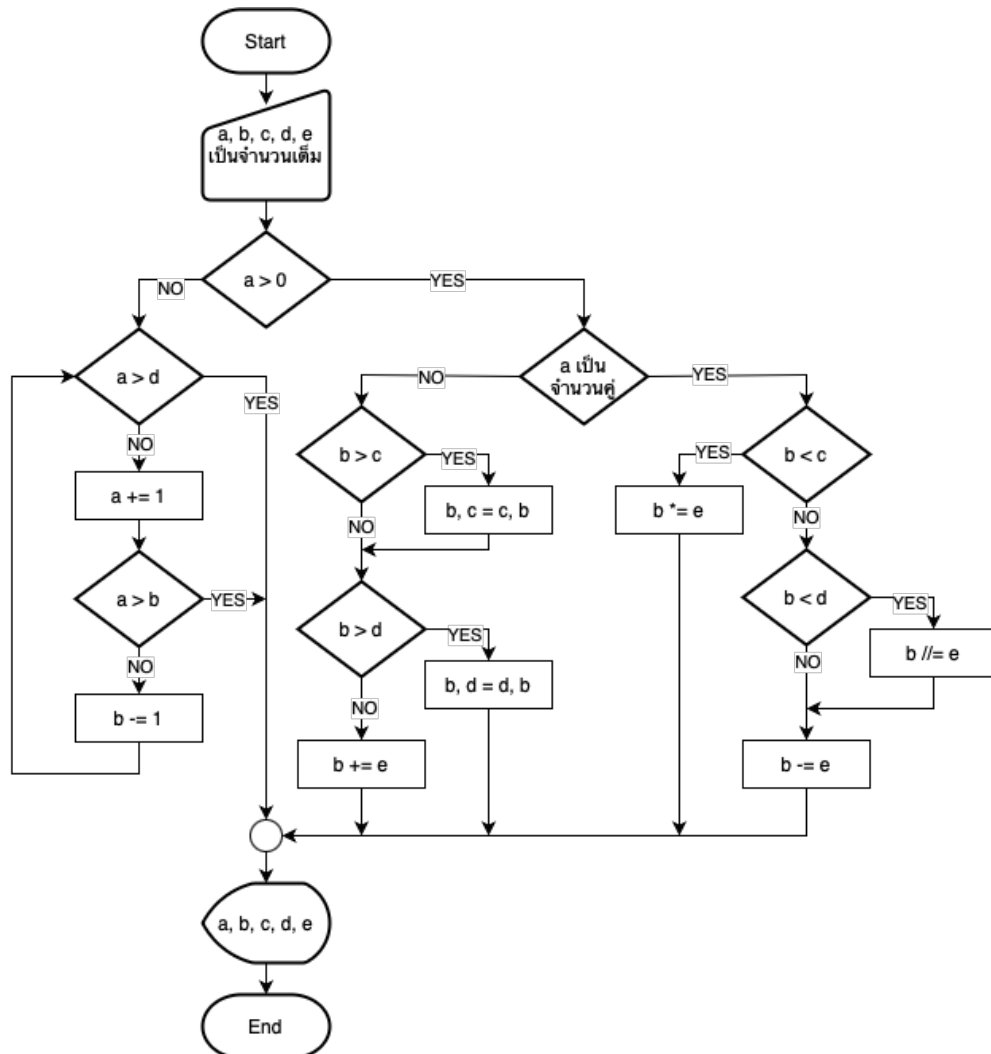 Start
a, b, c, d, e
เป็นจำนวนเต็ม
a > 0
NO
YES
a > d
YES
NO
a += 1
a > b
YES
NO
b -= 1
a เป็น
จำนวนคู่
NO
YES
b > c
YES
b, c = c, b
NO
b > d
YES
b, d = d, b
NO
b += e
b < c
YES
b *= e
NO
b < d
YES
b //= e
NO
b -= e
a, b, c, d, e
End